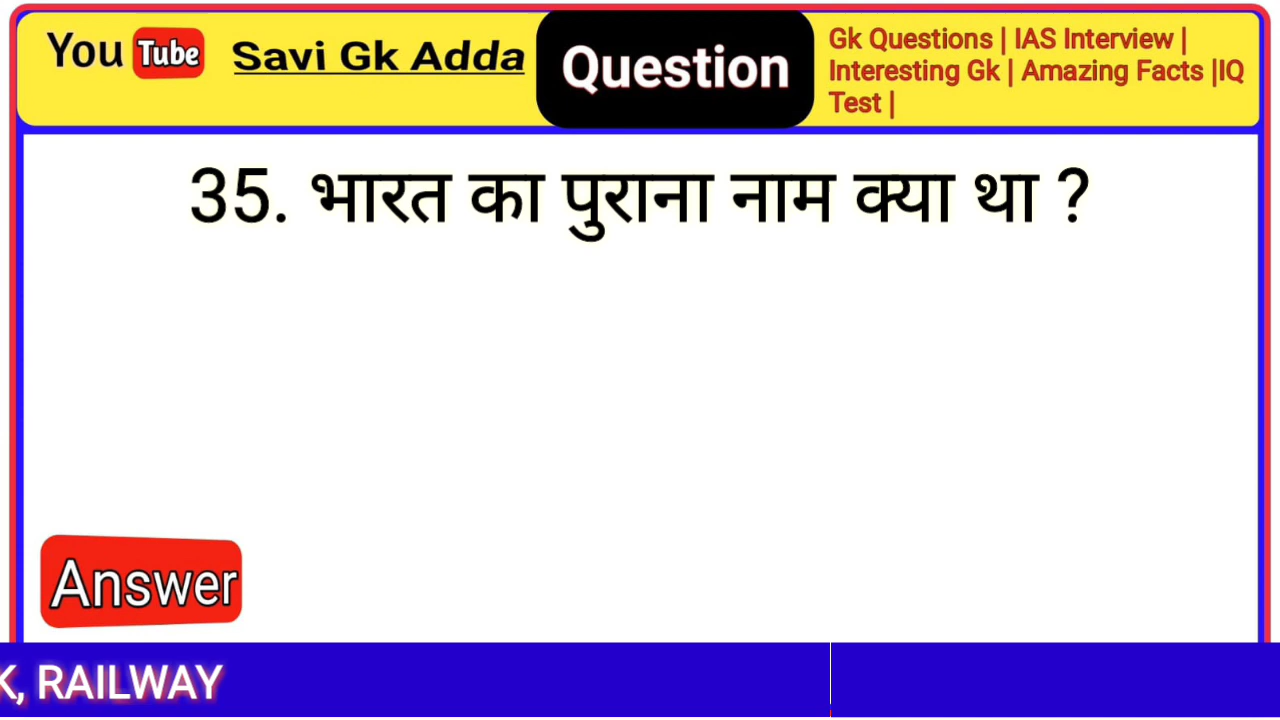 You Tube Savi Gk Adda
Question
Gk Questions | IAS Interview |
Interesting Gk | Amazing Facts |IQ
Test |
35. भारत का पुराना नाम क्या था ?
Answer
K, RAILWAY